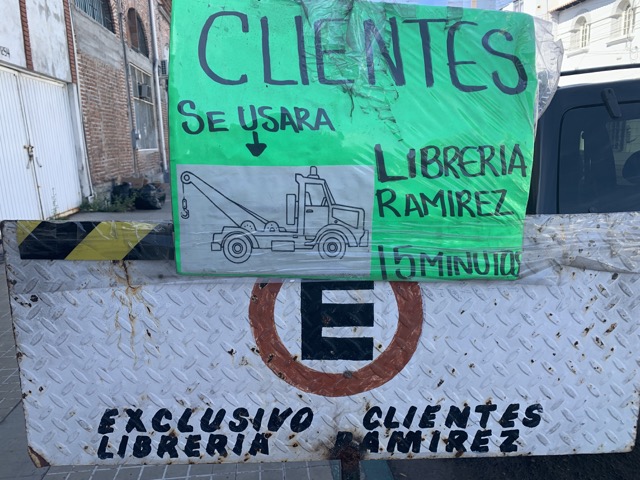 CLIENTES
SE USARA
LIBRERIA
RAMIREZ
15 MINUTOS
E
EXCLUSIVO CLIENTES
LIBRERIA RAMIREZ